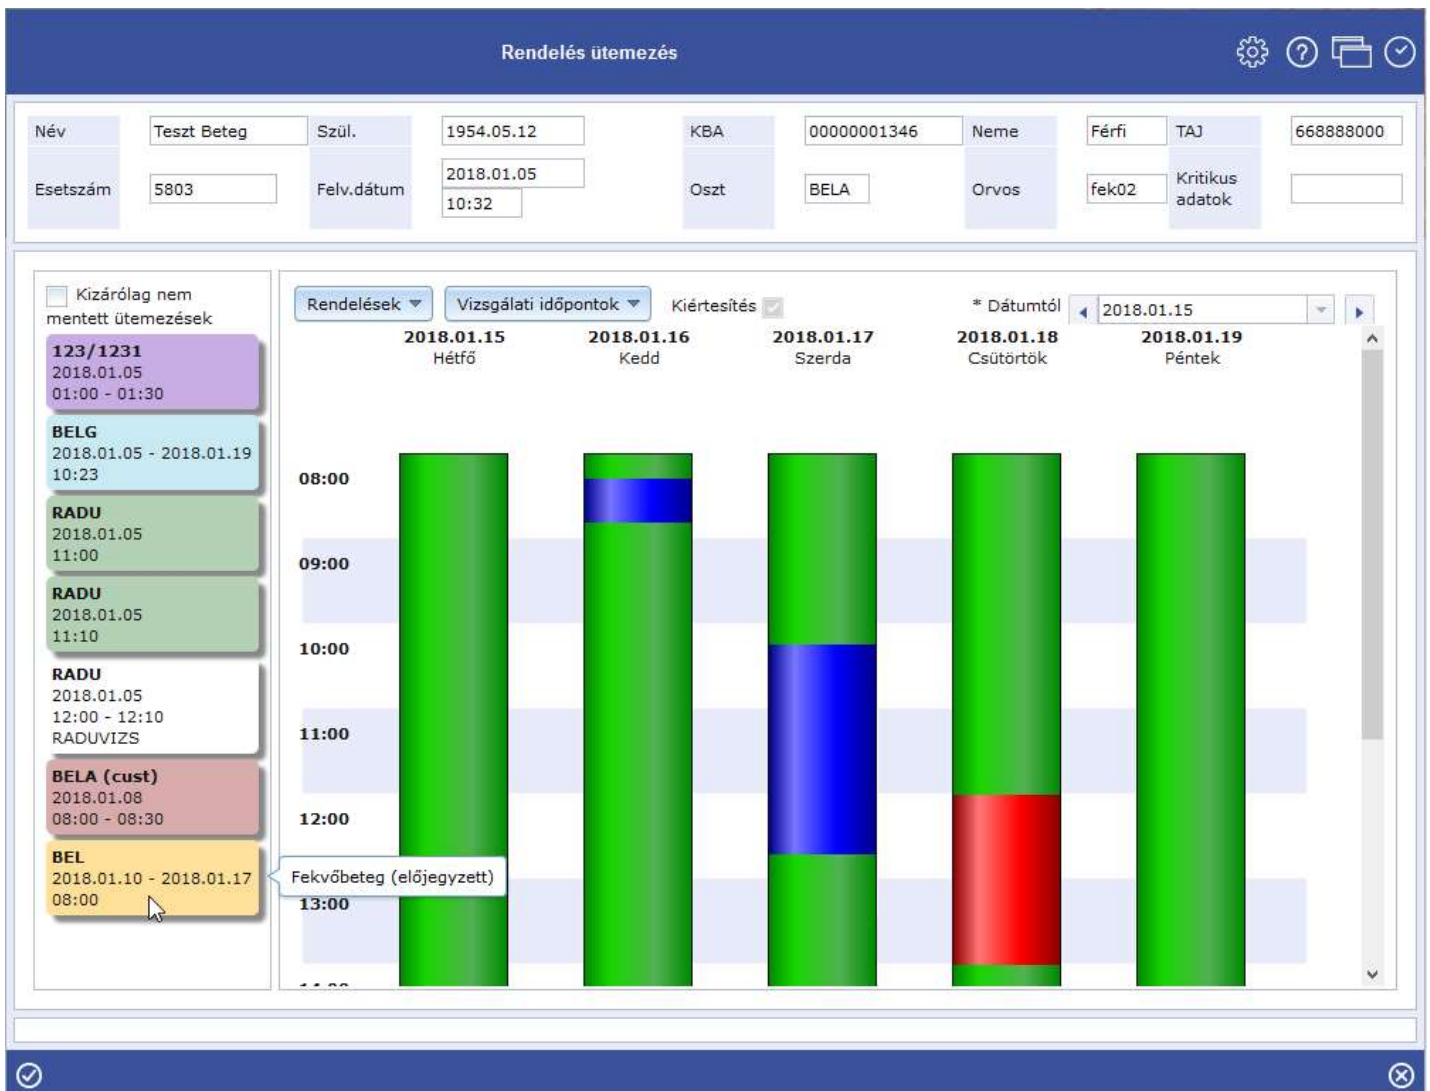 Rendelés ütemezés
Név Teszt Beteg Szül. 1954.05.12 KBA 00000001346 Neme Férfi TAJ 668888000
Esetszám 5803 Felv.dátum 2018.01.05 10:32 Oszt BELA Orvos fek02 Kritikus adatok
Kizárólag nem
mentett ütemezések
123/1231
2018.01.05
01:00 - 01:30
BELG
2018.01.05 - 2018.01.19
10:23
RADU
2018.01.05
11:00
RADU
2018.01.05
11:10
RADU
2018.01.05
12:00 - 12:10
RADUVIZS
BELA (cust)
2018.01.08
08:00 - 08:30
BEL
2018.01.10 - 2018.01.17
08:00
Fekvőbeteg (előjegyzett)
Rendelések Vizsgálati időpontok Kiértesítés * Dátumtól 2018.01.15
2018.01.15 2018.01.16 2018.01.17 2018.01.18 2018.01.19
Hétfő Kedd Szerda Csütörtök Péntek
08:00
09:00
10:00
11:00
12:00
13:00